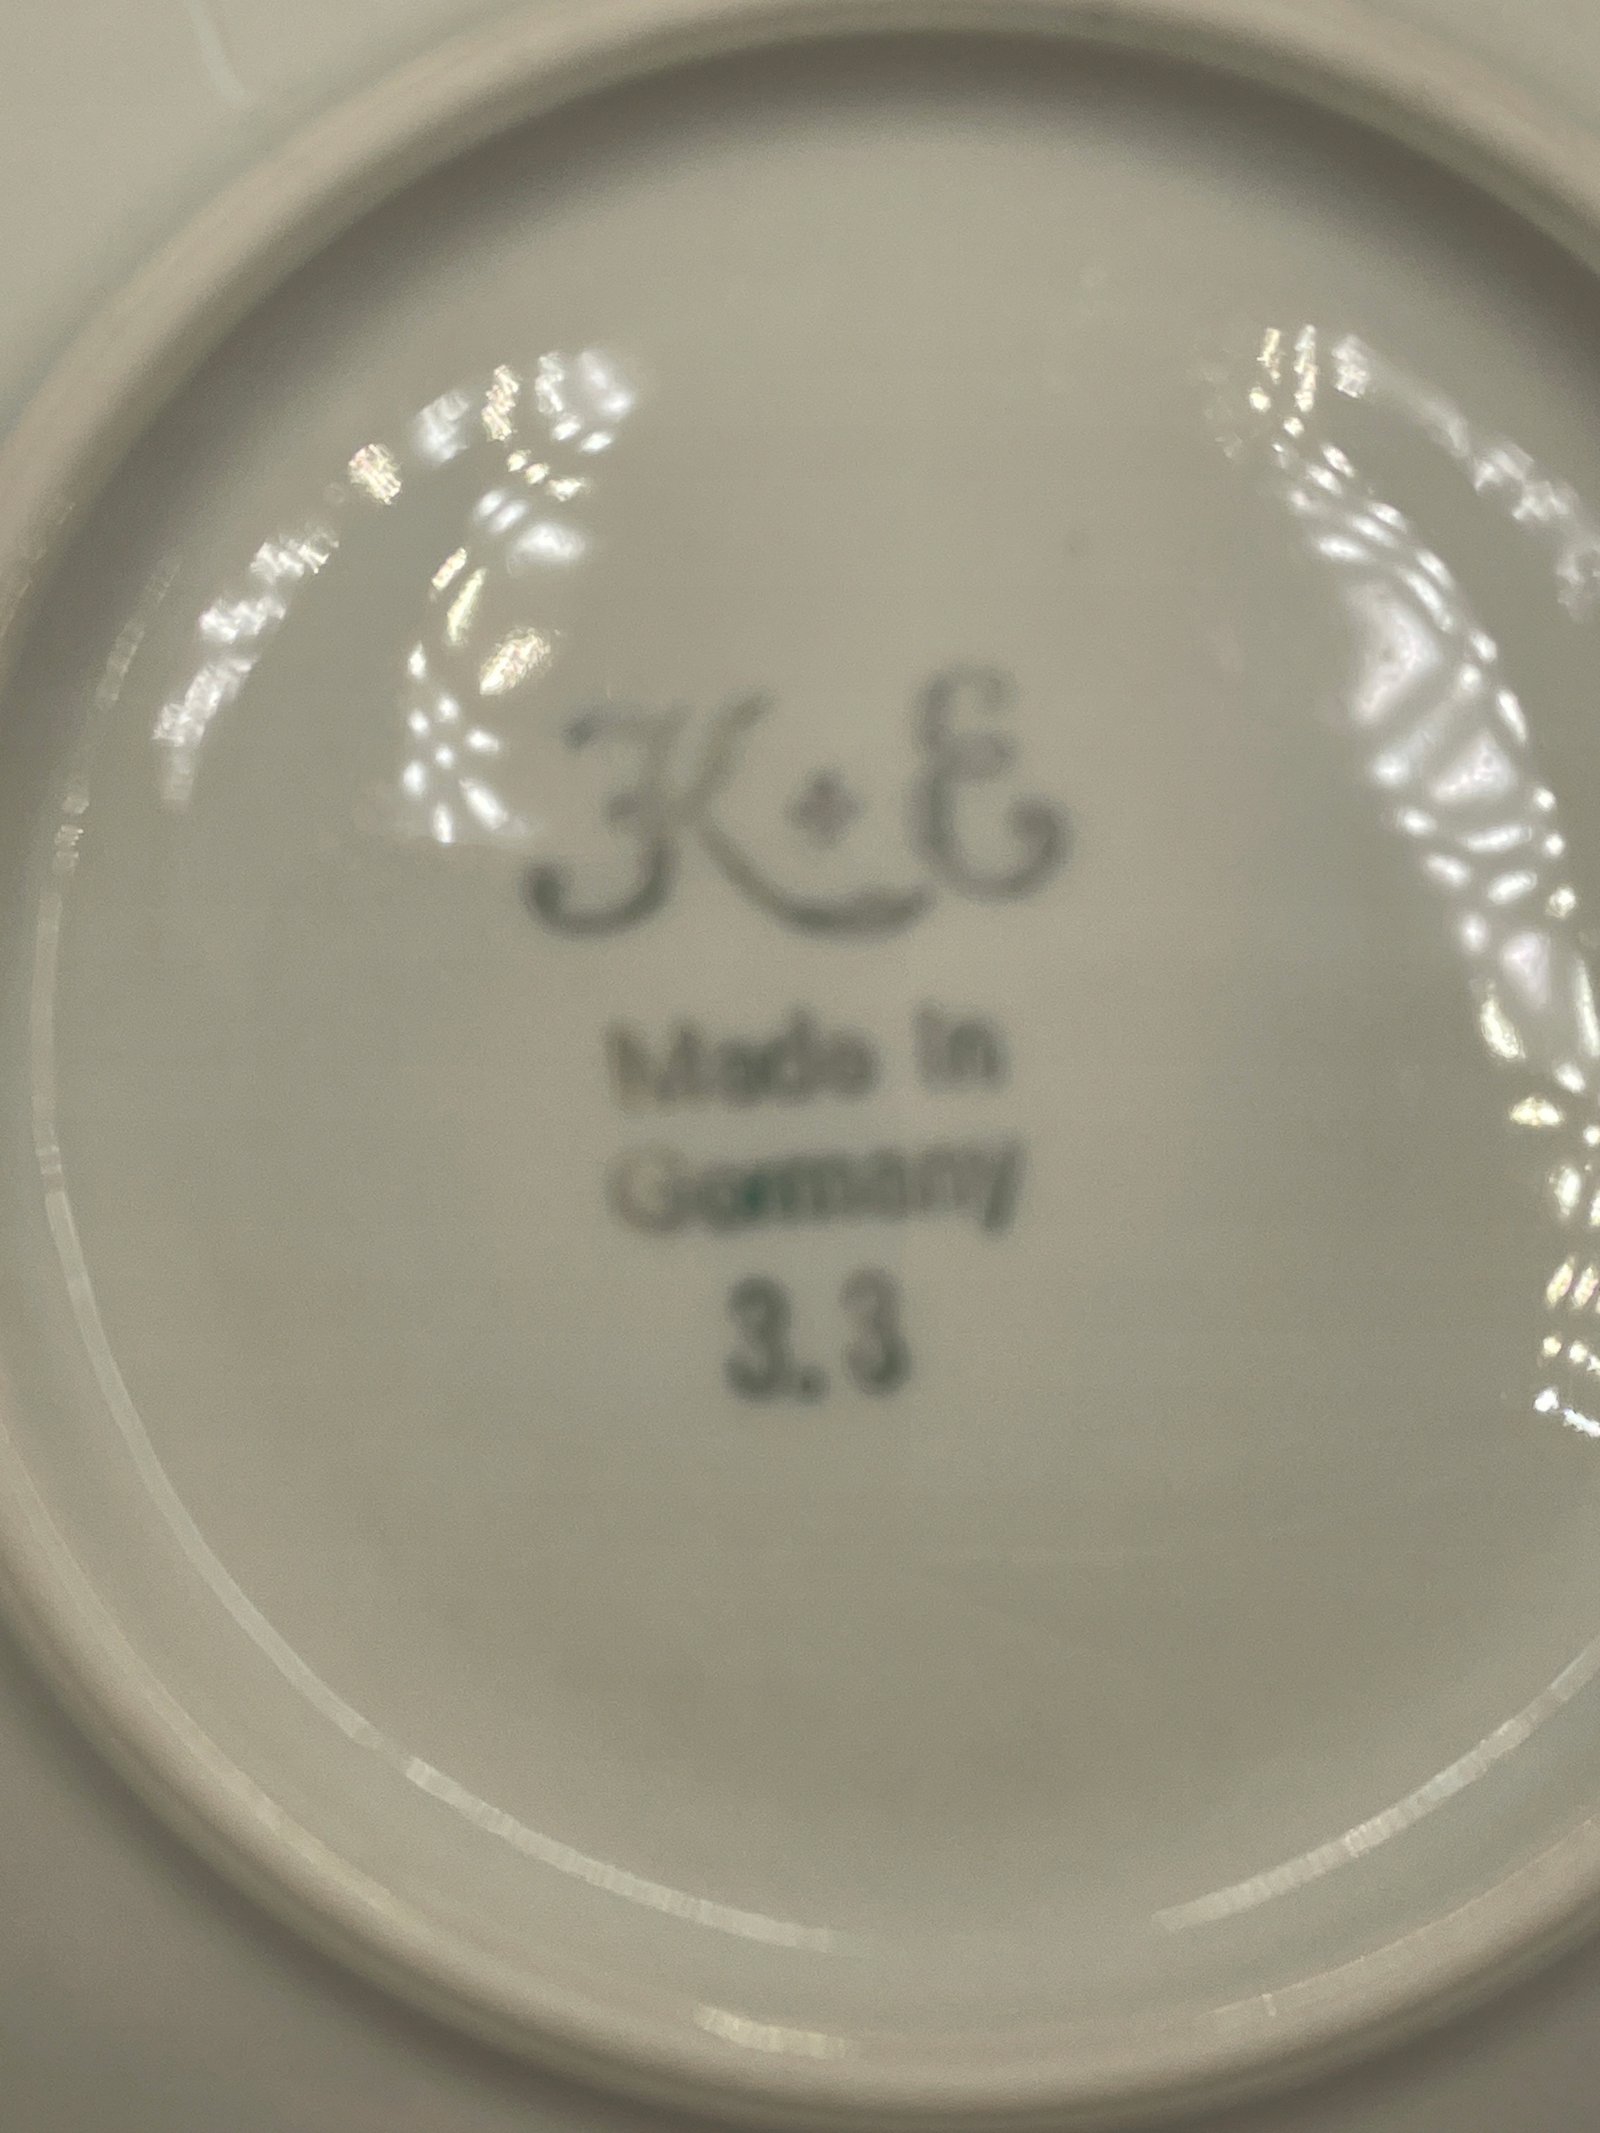 K+E
Made in
Germany
3.3